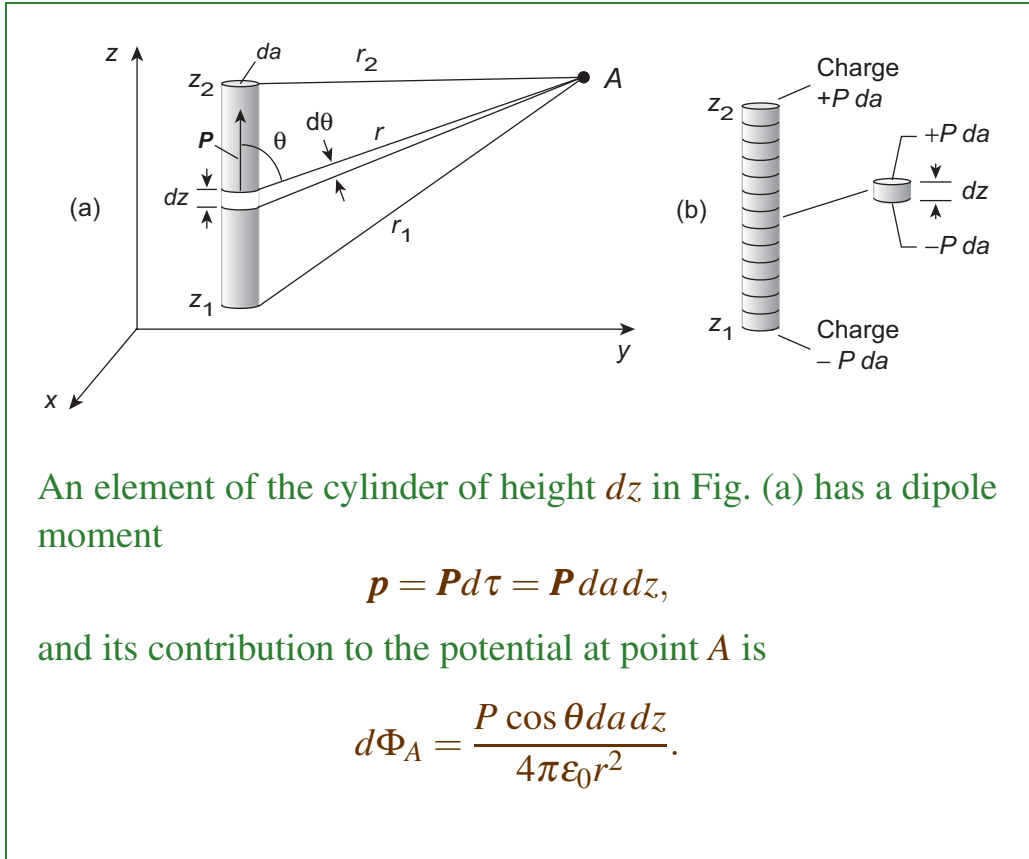 z
da
r₂
A
z₂
P
θ
dθ
r
dz
(a)
r₁
z₁
y
x
Charge
+P da
z₂
+P da
dz
(b)
−P da
z₁
Charge
− P da
An element of the cylinder of height dz in Fig. (a) has a dipole
moment
p = Pdτ = P da dz,
and its contribution to the potential at point A is
dΦ_A = P cos θ da dz / 4πε₀r².